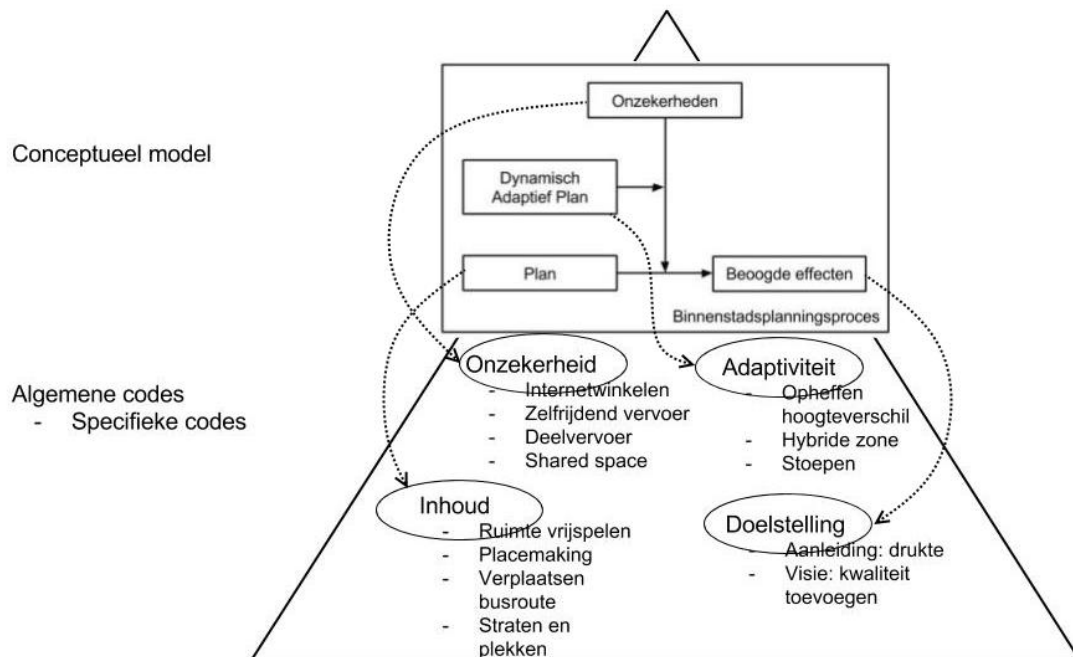 Onzekerheden
Conceptueel model
Dynamisch
Adaptief Plan
Plan
Beoogde effecten
Binnenstadsplanningsproces
Algemene codes
- Specifieke codes
Onzekerheid
- Internetwinkelen
- Zelfrijdend vervoer
- Deelvervoer
- Shared space
Adaptiviteit
- Opheffen
hoogteverschil
- Hybride zone
- Stoepen
Inhoud
- Ruimte vrijspelen
- Placemaking
- Verplaatsen
busroute
- Straten en
plekken
Doelstelling
- Aanleiding: drukte
- Visie: kwaliteit
toevoegen